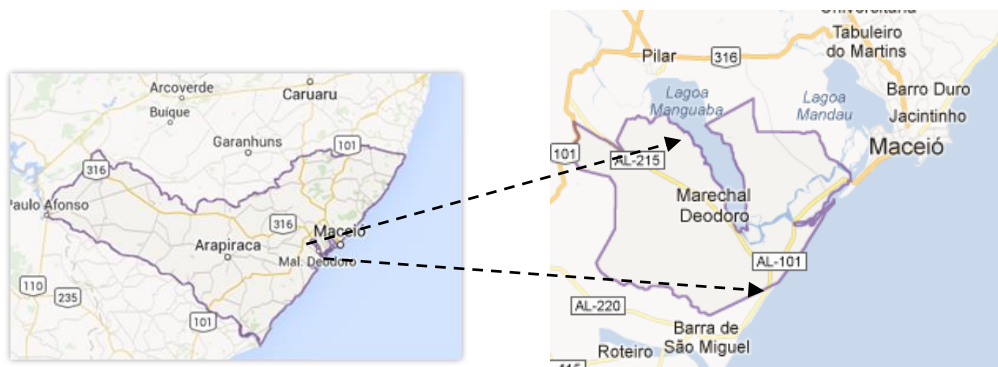 Arcoverde
Caruaru
Buíque
Garanhuns
101
316
Paulo Afonso
316
Maceió
Arapiraca
Mal. Deodoro
110
235
101
Tabuleiro
do Martins
Pilar
316
Lagoa
Manguaba
Lagoa
Mandau
Barro Duro
Jacintinho
Maceió
101
AL-215
Marechal
Deodoro
AL-101
AL-220
Barra de
São Miguel
Roteiro